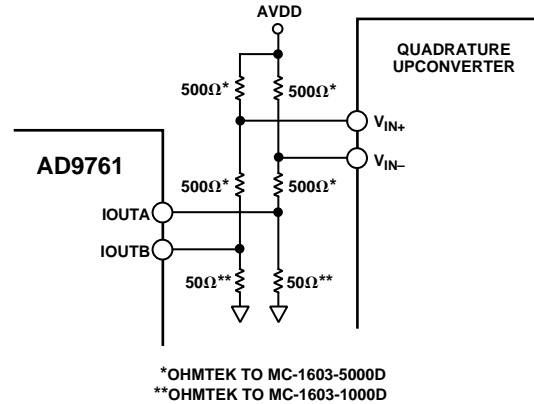 AVDD
QUADRATURE
UPCONVERTER
500Ω* 500Ω*
VIN+
AD9761
VIN–
500Ω* 500Ω*
IOUTA
IOUTB
50Ω** 50Ω**
*OHMTEK TO MC-1603-5000D
**OHMTEK TO MC-1603-1000D